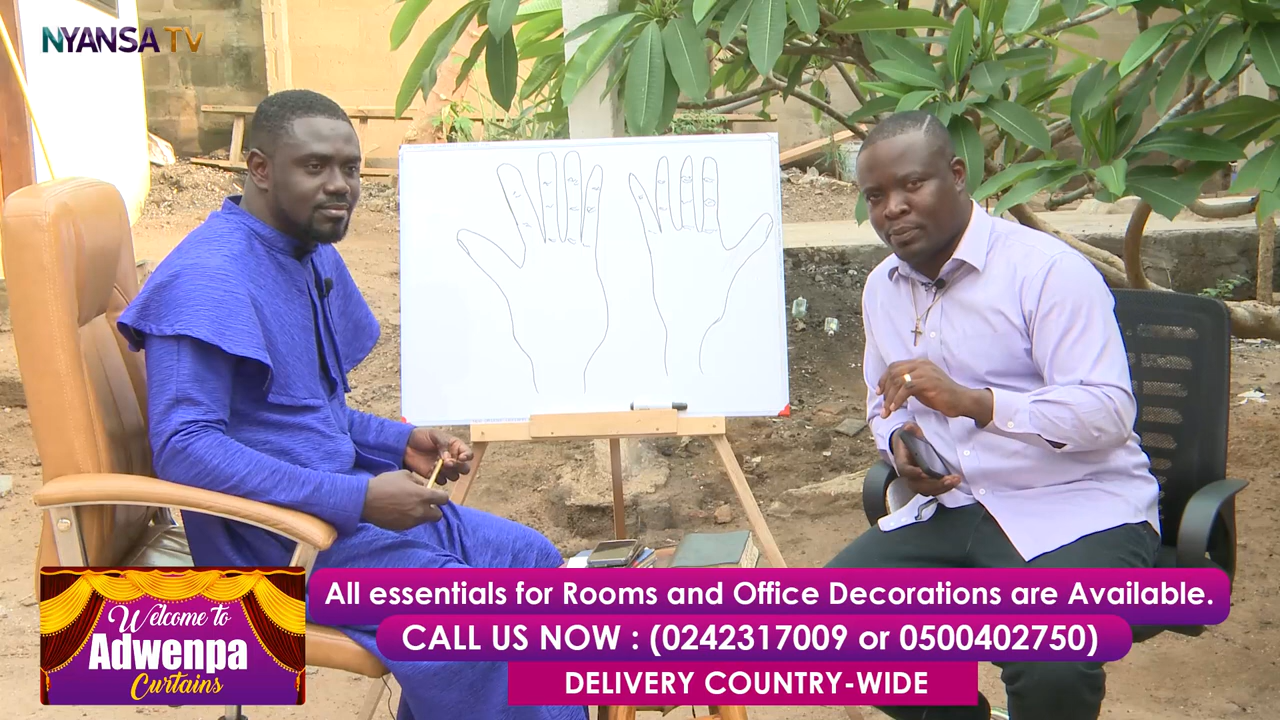 NYANSA TV
Welcome to
Adwenpa
Curtains
All essentials for Rooms and Office Decorations are Available.
CALL US NOW : (0242317009 or 0500402750)
DELIVERY COUNTRY-WIDE